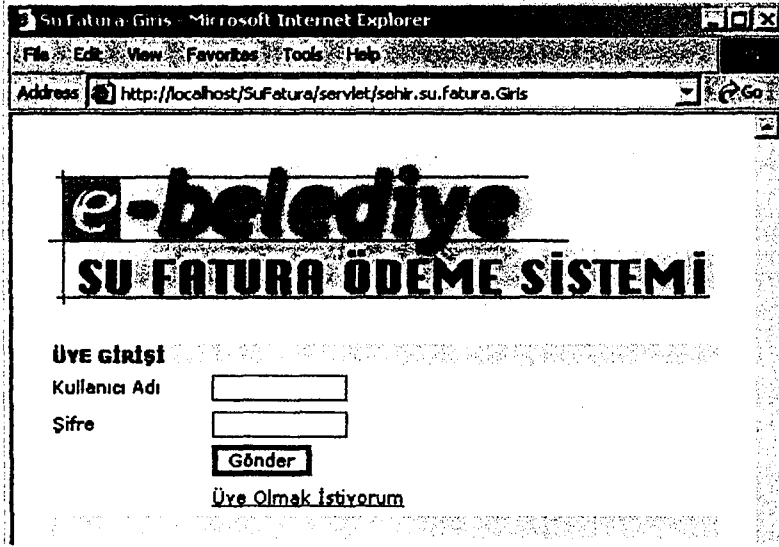 Su Fatura-Giris - Microsoft Internet Explorer
File Edit View Favorites Tools Help
Address http://localhost/SuFatura/servlet/sehir.su.fatura.Giris Go
e-belediye
SU FATURA ÖDEME SİSTEMİ
ÜYE GİRİŞİ
Kullanıcı Adı
Şifre
Gönder
Üye Olmak İstiyorum